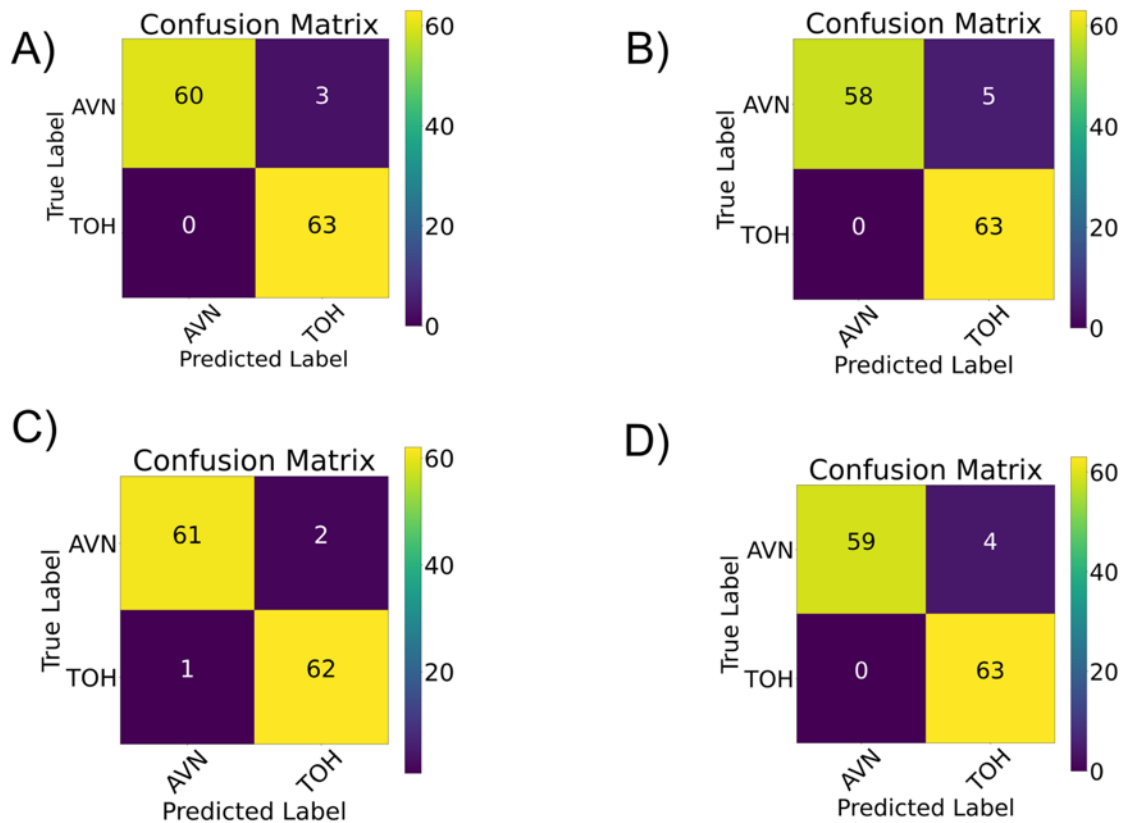 A)
Confusion Matrix
True Label
AVN
60
3
TOH
0
63
AVN
TOH
Predicted Label
60
40
20
0
B)
Confusion Matrix
True Label
AVN
58
5
TOH
0
63
AVN
TOH
Predicted Label
60
40
20
0
C)
Confusion Matrix
True Label
AVN
61
2
TOH
1
62
AVN
TOH
Predicted Label
60
40
20
D)
Confusion Matrix
True Label
AVN
59
4
TOH
0
63
AVN
TOH
Predicted Label
60
40
20
0